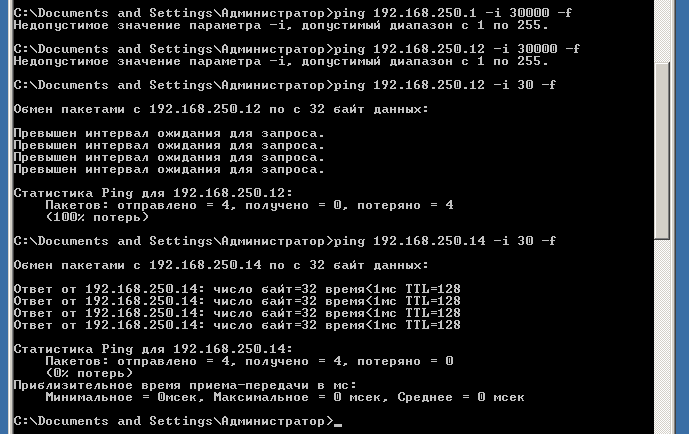 C:\Documents and Settings\Администратор>ping 192.168.250.1 -i 30000 -f
Недопустимое значение параметра -i, допустимый диапазон с 1 по 255.
C:\Documents and Settings\Администратор>ping 192.168.250.12 -i 30000 -f
Недопустимое значение параметра -i, допустимый диапазон с 1 по 255.
C:\Documents and Settings\Администратор>ping 192.168.250.12 -i 30 -f
Обмен пакетами с 192.168.250.12 по с 32 байт данных:
Превышен интервал ожидания для запроса.
Превышен интервал ожидания для запроса.
Превышен интервал ожидания для запроса.
Превышен интервал ожидания для запроса.
Статистика Ping для 192.168.250.12:
Пакетов: отправлено = 4, получено = 0, потеряно = 4
(100% потерь)
C:\Documents and Settings\Администратор>ping 192.168.250.14 -i 30 -f
Обмен пакетами с 192.168.250.14 по с 32 байт данных:
Ответ от 192.168.250.14: число байт=32 время<1мс TTL=128
Ответ от 192.168.250.14: число байт=32 время<1мс TTL=128
Ответ от 192.168.250.14: число байт=32 время<1мс TTL=128
Ответ от 192.168.250.14: число байт=32 время<1мс TTL=128
Статистика Ping для 192.168.250.14:
Пакетов: отправлено = 4, получено = 4, потеряно = 0
(0% потерь)
Приблизительное время приема-передачи в мс:
Минимальное = 0мсек, Максимальное = 0 мсек, Среднее = 0 мсек
C:\Documents and Settings\Администратор>_